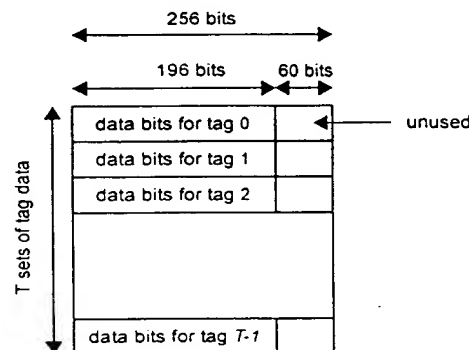 256 bits
196 bits
60 bits
data bits for tag 0
unused
data bits for tag 1
data bits for tag 2
T sets of tag data
data bits for tag T-1